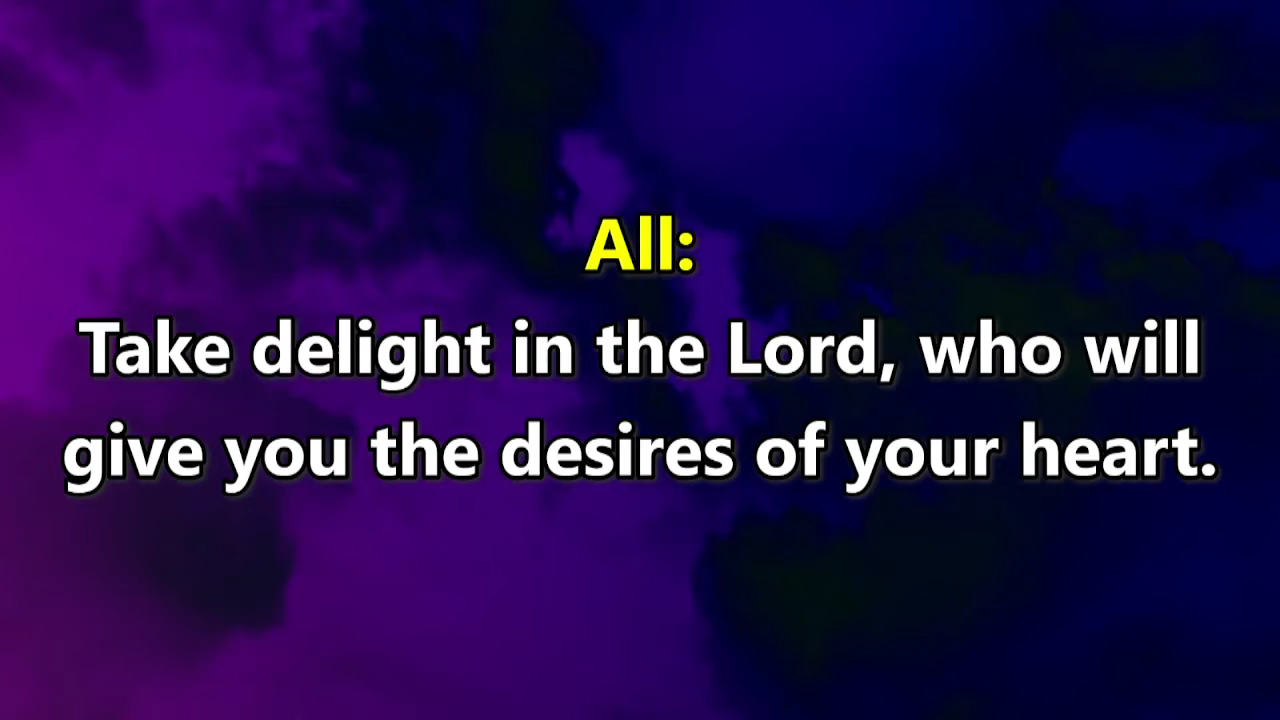 All:
Take delight in the Lord, who will
give you the desires of your heart.